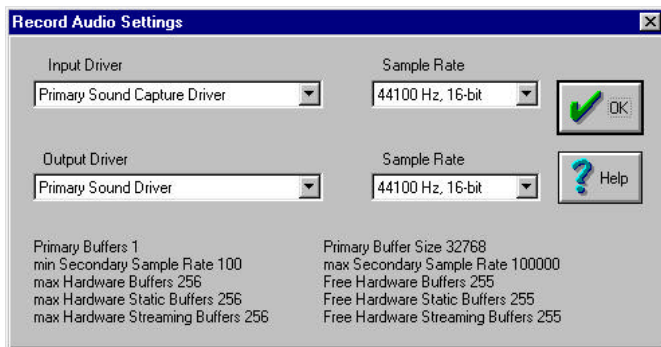 Record Audio Settings
Input Driver
Sample Rate
Primary Sound Capture Driver
44100 Hz, 16-bit
OK
Output Driver
Sample Rate
Primary Sound Driver
44100 Hz, 16-bit
Help
Primary Buffers 1
min Secondary Sample Rate 100
max Hardware Buffers 256
max Hardware Static Buffers 256
max Hardware Streaming Buffers 256
Primary Buffer Size 32768
max Secondary Sample Rate 100000
Free Hardware Buffers 255
Free Hardware Static Buffers 255
Free Hardware Streaming Buffers 255